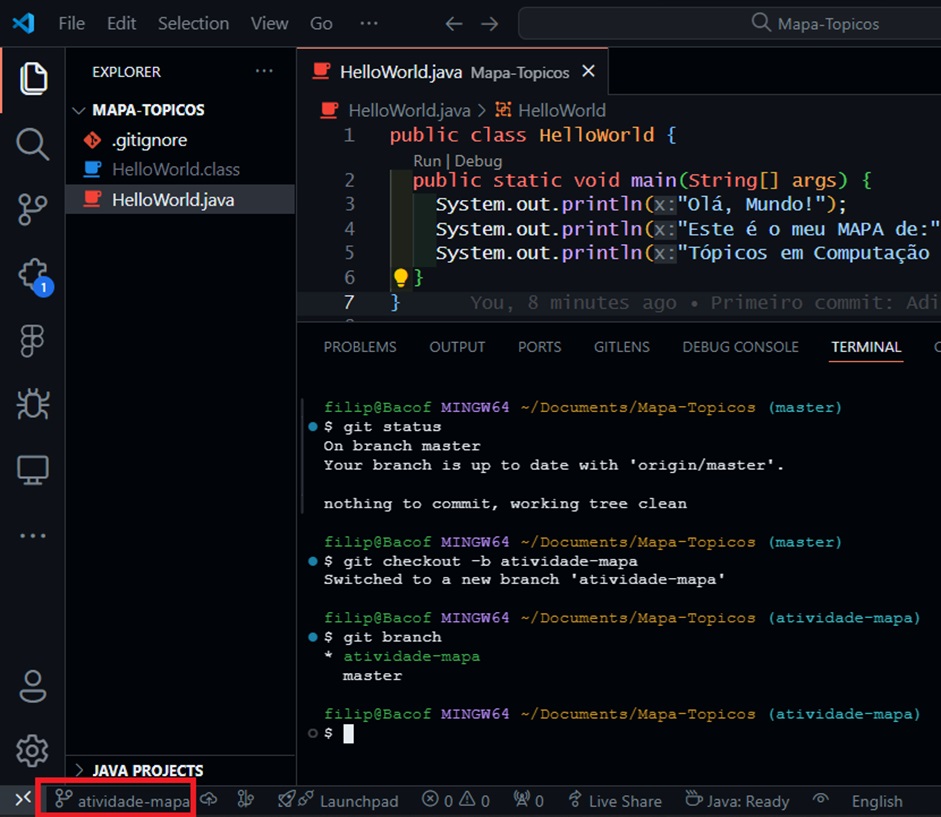 File Edit Selection View Go ··· ← → Mapa-Topicos
EXPLORER ···
MAPA-TOPICOS
.gitignore
HelloWorld.class
HelloWorld.java
HelloWorld.java Mapa-Topicos ×
HelloWorld.java > HelloWorld
1 public class HelloWorld {
Run | Debug
2 public static void main(String[] args) {
3 System.out.println(x:"Olá, Mundo!");
4 System.out.println(x:"Este é o meu MAPA de:"
5 System.out.println(x:"Tópicos em Computação
6 }
7 } You, 8 minutes ago • Primeiro commit: Adi
PROBLEMS OUTPUT PORTS GITLENS DEBUG CONSOLE TERMINAL
filip@Bacof MINGW64 ~/Documents/Mapa-Topicos (master)
$ git status
On branch master
Your branch is up to date with 'origin/master'.
nothing to commit, working tree clean
filip@Bacof MINGW64 ~/Documents/Mapa-Topicos (master)
$ git checkout -b atividade-mapa
Switched to a new branch 'atividade-mapa'
filip@Bacof MINGW64 ~/Documents/Mapa-Topicos (atividade-mapa)
$ git branch
* atividade-mapa
master
filip@Bacof MINGW64 ~/Documents/Mapa-Topicos (atividade-mapa)
$
1
JAVA PROJECTS
atividade-mapa Launchpad 0 0 0 Live Share Java: Ready English